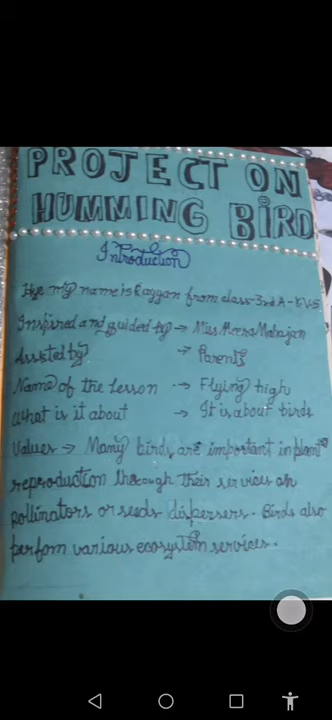 PROJECT ON
HUMMING BIRD
Introduction
Hye my name is Raggan from class-3rd A-K.V-5
Inspired and guided by → Miss Meera Mahajan
Assisted by → Parents
Name of the lesson → Flying high
What is it about → It is about birds
Values → Many birds are important in plant
reproduction through their services as
pollinators or seeds dispersers. Birds also
perfom various ecosystem services.